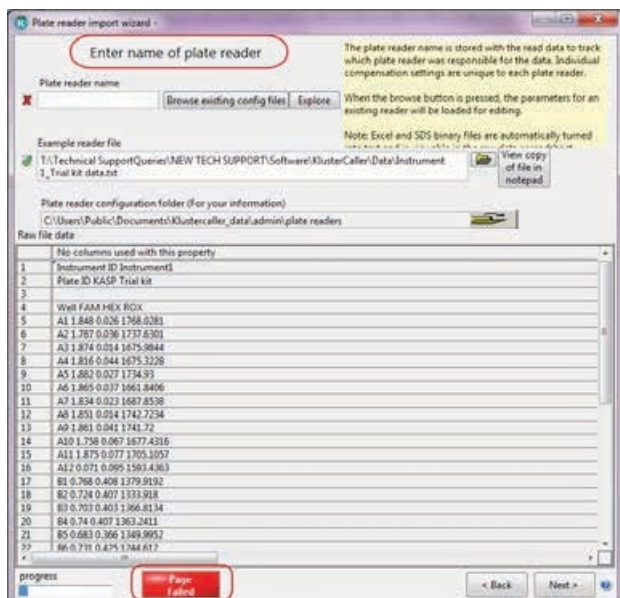 Plate reader import wizard -
Enter name of plate reader
The plate reader name is stored with the read data to track
which plate reader was responsible for the data. Individual
compensation settings are unique to each plate reader.
When the browse button is pressed, the parameters for an
existing reader will be loaded for editing.
Note: Excel and SDS binary files are automatically turned
Plate reader name
Browse existing config files
Explore
Example reader file
T:\Technical Support\Queries\NEW TECH SUPPORT\Software\KlusterCaller\Data\Instrument
1_Trial kit data.txt
View copy
of file in
notepad
Plate reader configuration folder (For your information)
C:\Users\Public\Documents\Klustercaller_data\admin\plate readers
Raw file data
No columns used with this property
1 Instrument ID Instrument1
2 Plate ID KASP Trial kit
3
4 Well FAM HEX ROX
5 A1 1.848 0.026 1768.0281
6 A2 1.787 0.036 1737.6301
7 A3 1.874 0.014 1675.9844
8 A4 1.816 0.044 1675.3228
9 A5 1.882 0.027 1734.93
10 A6 1.865 0.037 1661.8406
11 A7 1.834 0.023 1687.8538
12 A8 1.851 0.014 1742.7234
13 A9 1.861 0.041 1741.72
14 A10 1.758 0.067 1677.4316
15 A11 1.875 0.077 1705.1057
16 A12 0.071 0.095 1593.4363
17 B1 0.768 0.408 1379.9192
18 B2 0.724 0.407 1333.918
19 B3 0.703 0.403 1366.8134
20 B4 0.74 0.407 1363.2411
21 B5 0.683 0.366 1349.9952
22 B6 0.731 0.425 1244.612
progress
Page
Failed
< Back
Next >